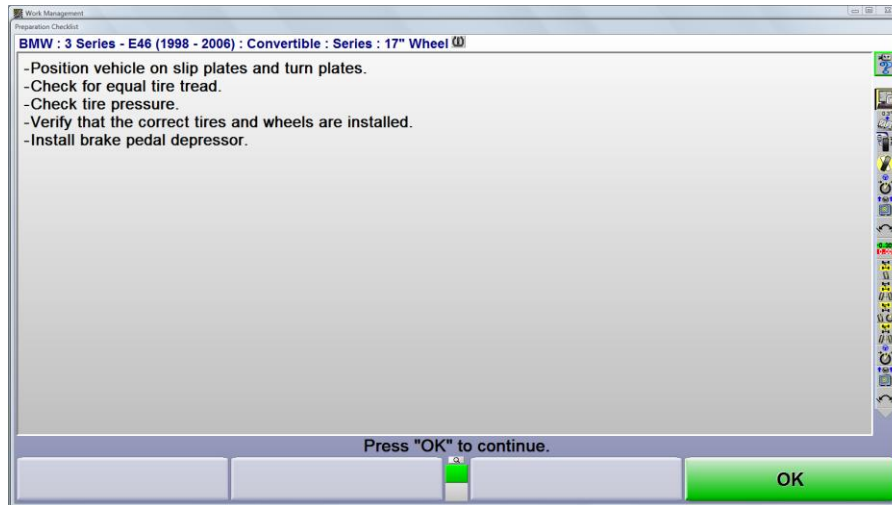 Work Management
Preparation Checklist
BMW : 3 Series - E46 (1998 - 2006) : Convertible : Series : 17" Wheel
-Position vehicle on slip plates and turn plates.
-Check for equal tire tread.
-Check tire pressure.
-Verify that the correct tires and wheels are installed.
-Install brake pedal depressor.
Press "OK" to continue.
OK